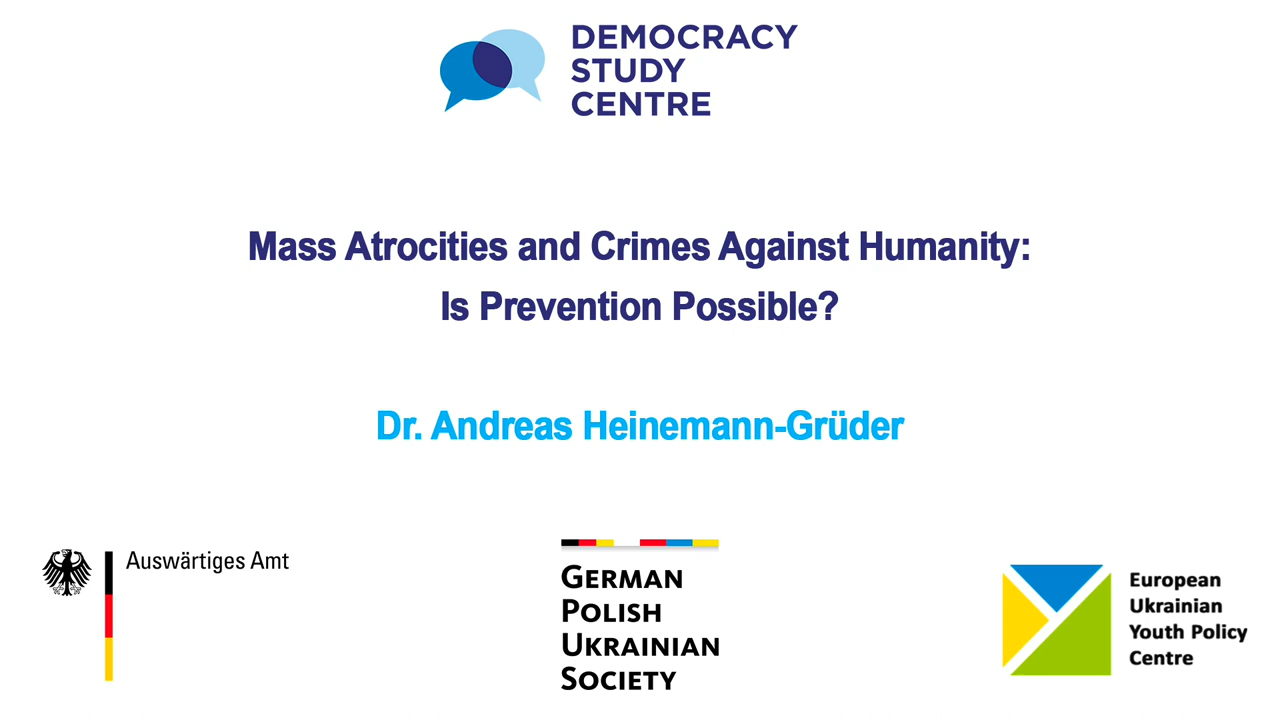 DEMOCRACY
STUDY
CENTRE
Mass Atrocities and Crimes Against Humanity:
Is Prevention Possible?
Dr. Andreas Heinemann-Grüder
Auswärtiges Amt
GERMAN
POLISH
UKRAINIAN
SOCIETY
European
Ukrainian
Youth Policy
Centre